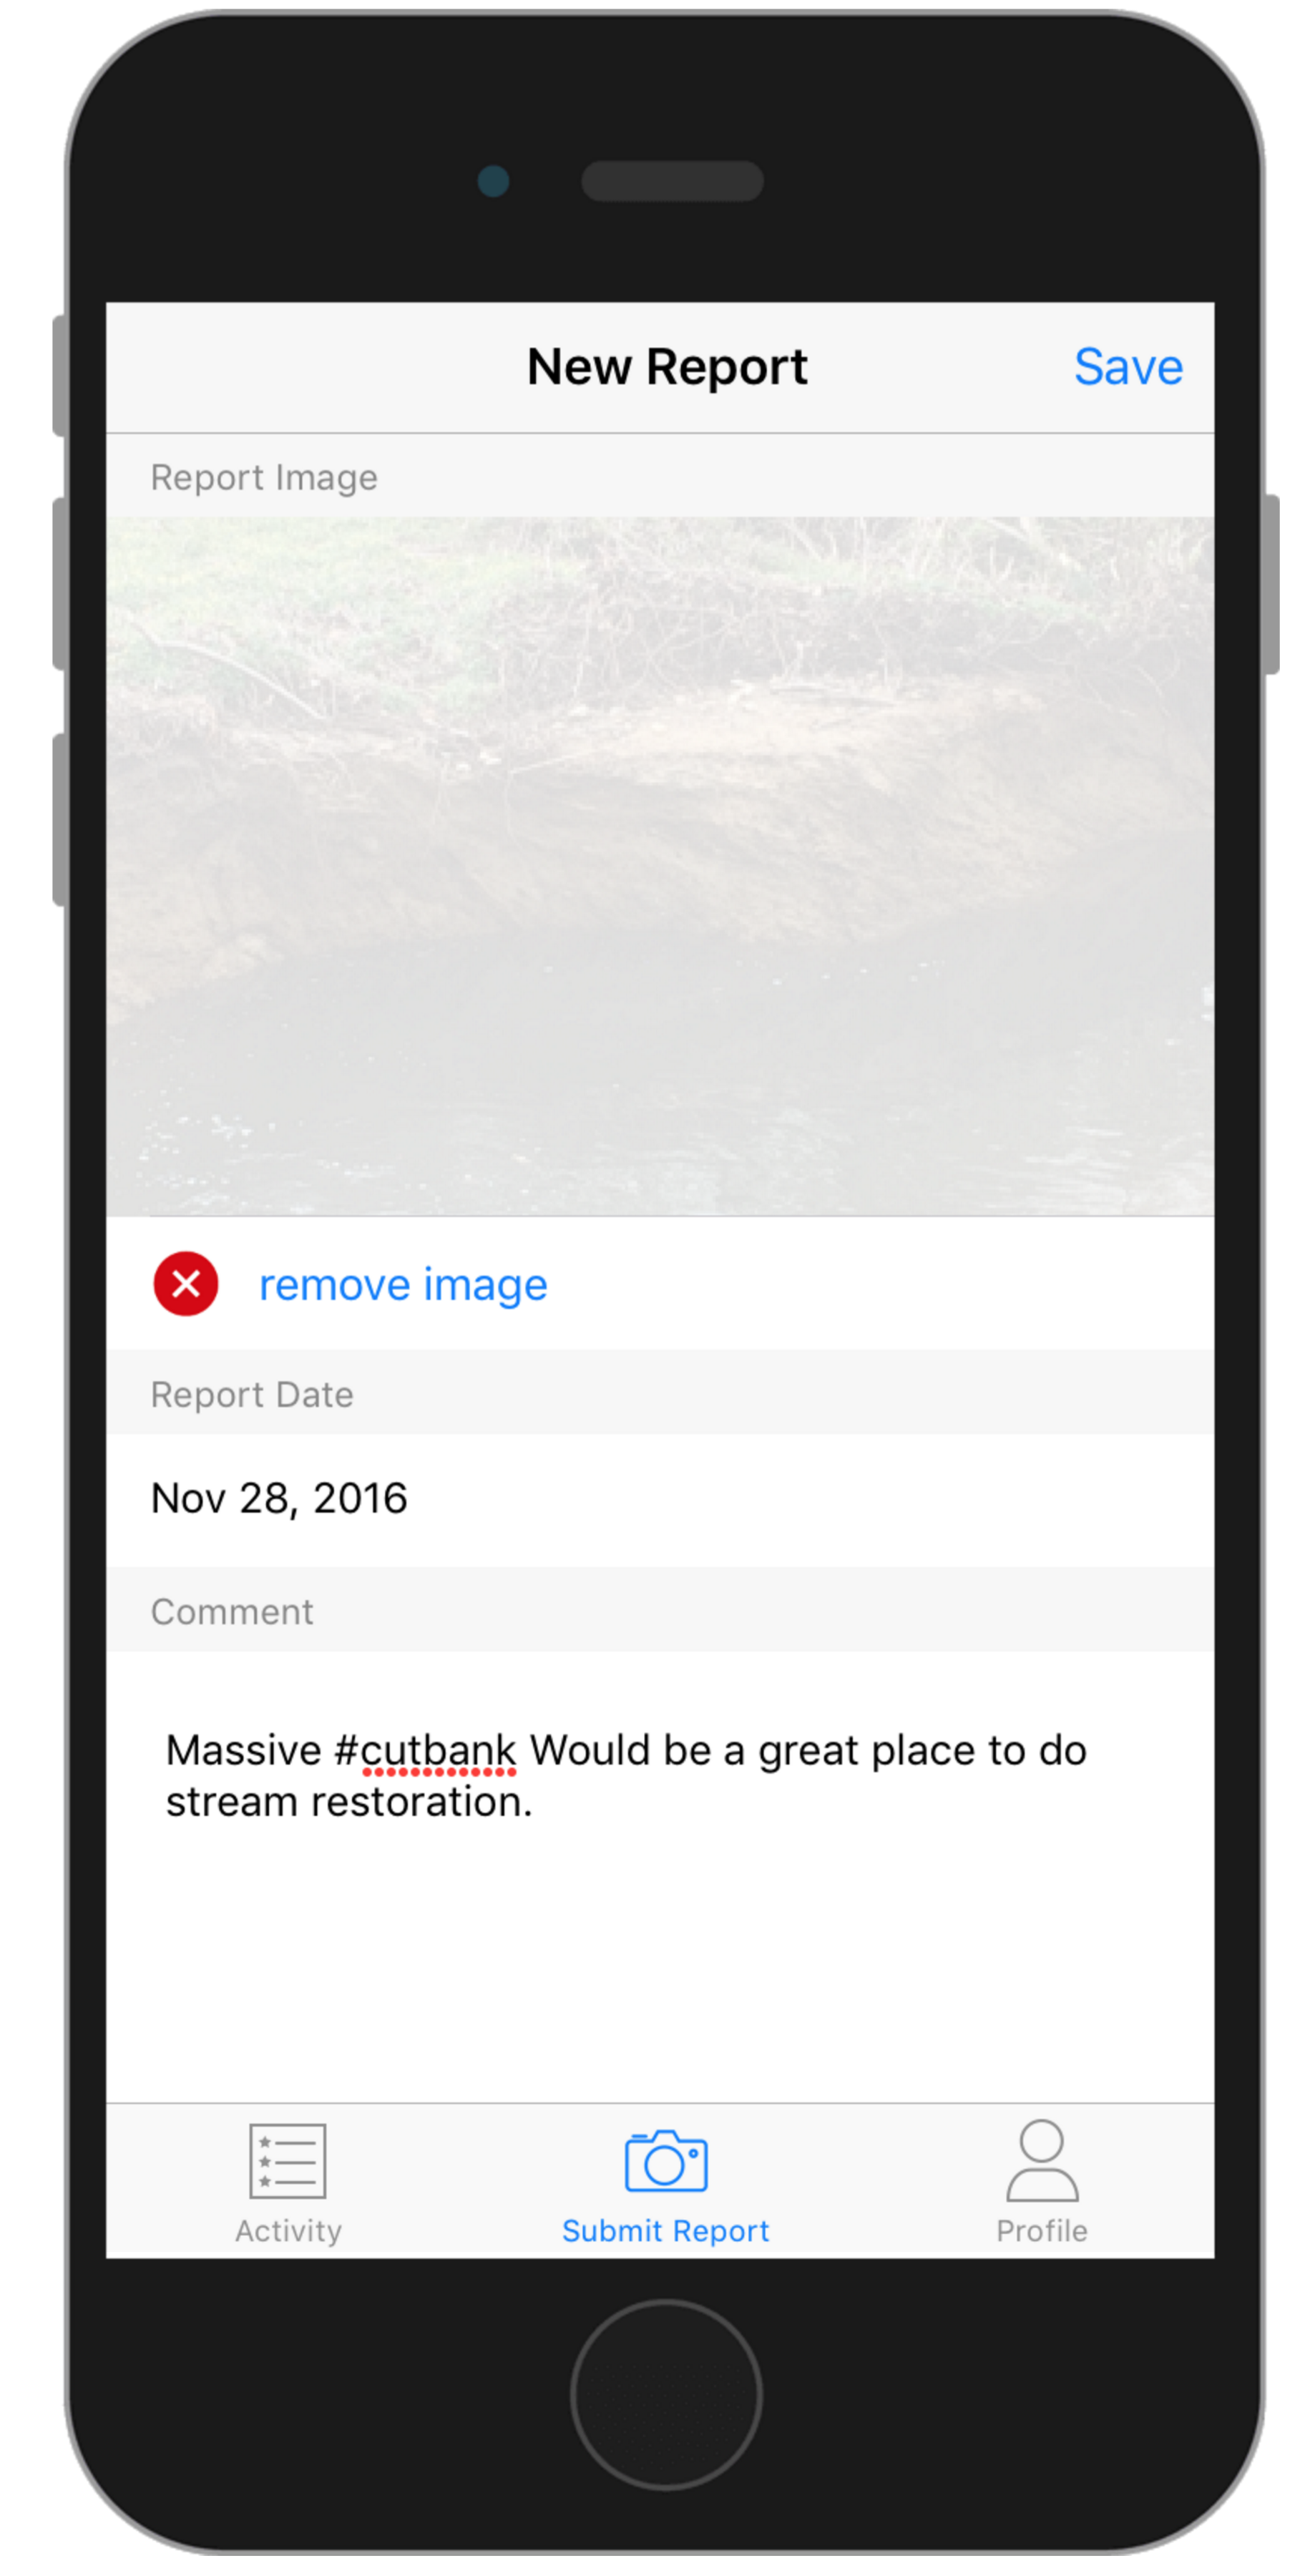 New Report
Save
Report Image
remove image
Report Date
Nov 28, 2016
Comment
Massive #cutbank Would be a great place to do
stream restoration.
Activity
Submit Report
Profile